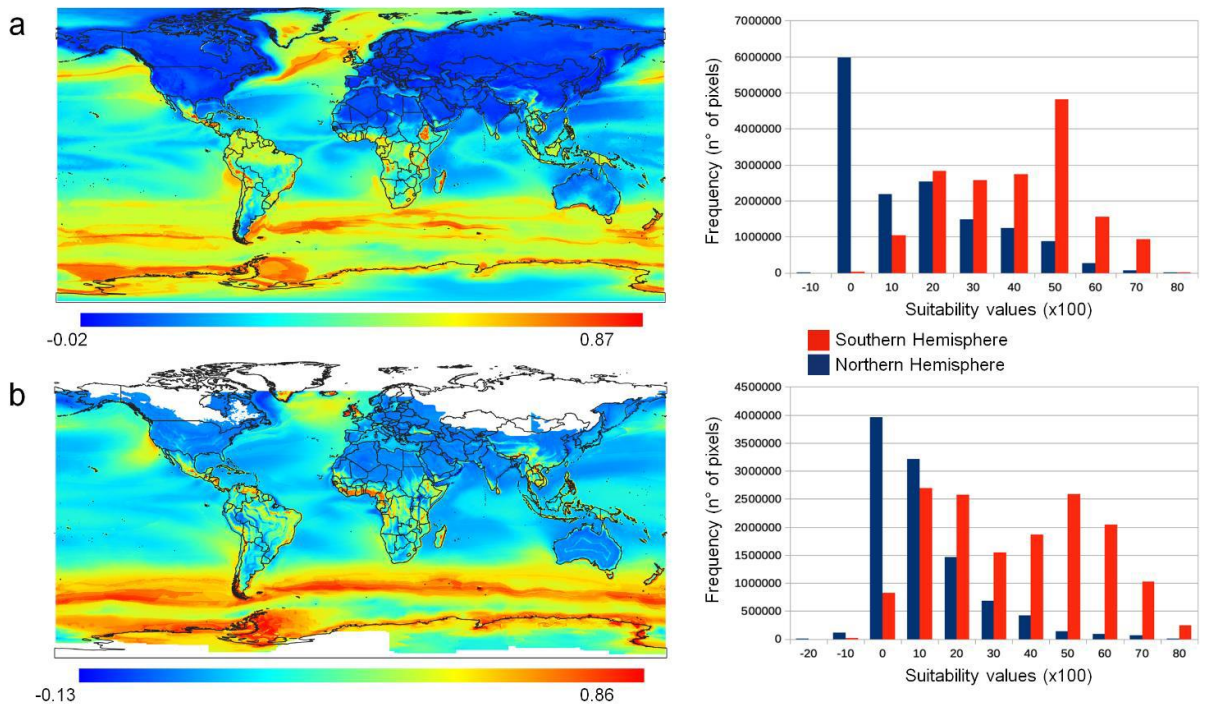 a
-0.02 0.87
7000000
6000000
5000000
4000000
3000000
2000000
1000000
0
Frequency (n° of pixels)
-10 0 10 20 30 40 50 60 70 80
Suitability values (x100)
Southern Hemisphere
Northern Hemisphere
b
-0.13 0.86
4500000
4000000
3500000
3000000
2500000
2000000
1500000
1000000
500000
0
Frequency (n° of pixels)
-20 -10 0 10 20 30 40 50 60 70 80
Suitability values (x100)